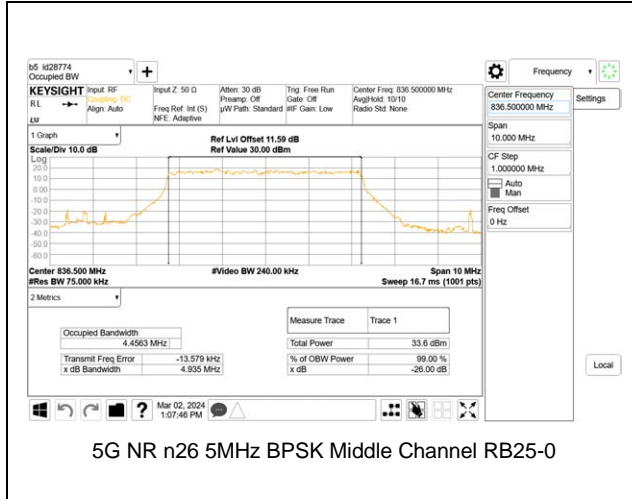 b5 id28774
Occupied BW
Frequency
KEYSIGHT
RL
Input: RF
Coupling: DC
Align: Auto
Input Z: 50 Ω
Freq Ref: Int (S)
NFE: Adaptive
Atten: 30 dB
Preamp: Off
µW Path: Standard
Trig: Free Run
Gate: Off
#IF Gain: Low
Center Freq: 836.500000 MHz
Avg|Hold: 10/10
Radio Std: None
Center Frequency
836.500000 MHz
Settings
Span
10.000 MHz
CF Step
1.000000 MHz
Auto
Man
Freq Offset
0 Hz
1 Graph
Scale/Div 10.0 dB
Ref Lvl Offset 11.59 dB
Ref Value 30.00 dBm
Log
20.0
10.0
0.00
-10.0
-20.0
-30.0
-40.0
-50.0
-60.0
Center 836.500 MHz
#Res BW 75.000 kHz
#Video BW 240.00 kHz
Span 10 MHz
Sweep 16.7 ms (1001 pts)
2 Metrics
Measure Trace Trace 1
Occupied Bandwidth
4.4563 MHz
Total Power 33.6 dBm
Transmit Freq Error -13.579 kHz
% of OBW Power 99.00 %
x dB Bandwidth 4.935 MHz
x dB -26.00 dB
Local
Mar 02, 2024
1:07:46 PM
5G NR n26 5MHz BPSK Middle Channel RB25-0